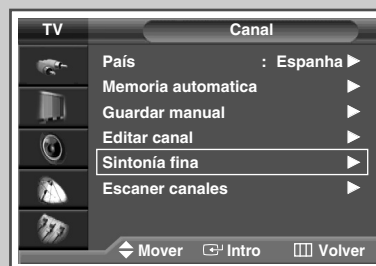 TV Canal
País : Espanha
Memoria automatica
Guardar manual
Editar canal
Sintonía fina
Escaner canales
Mover Intro Volver